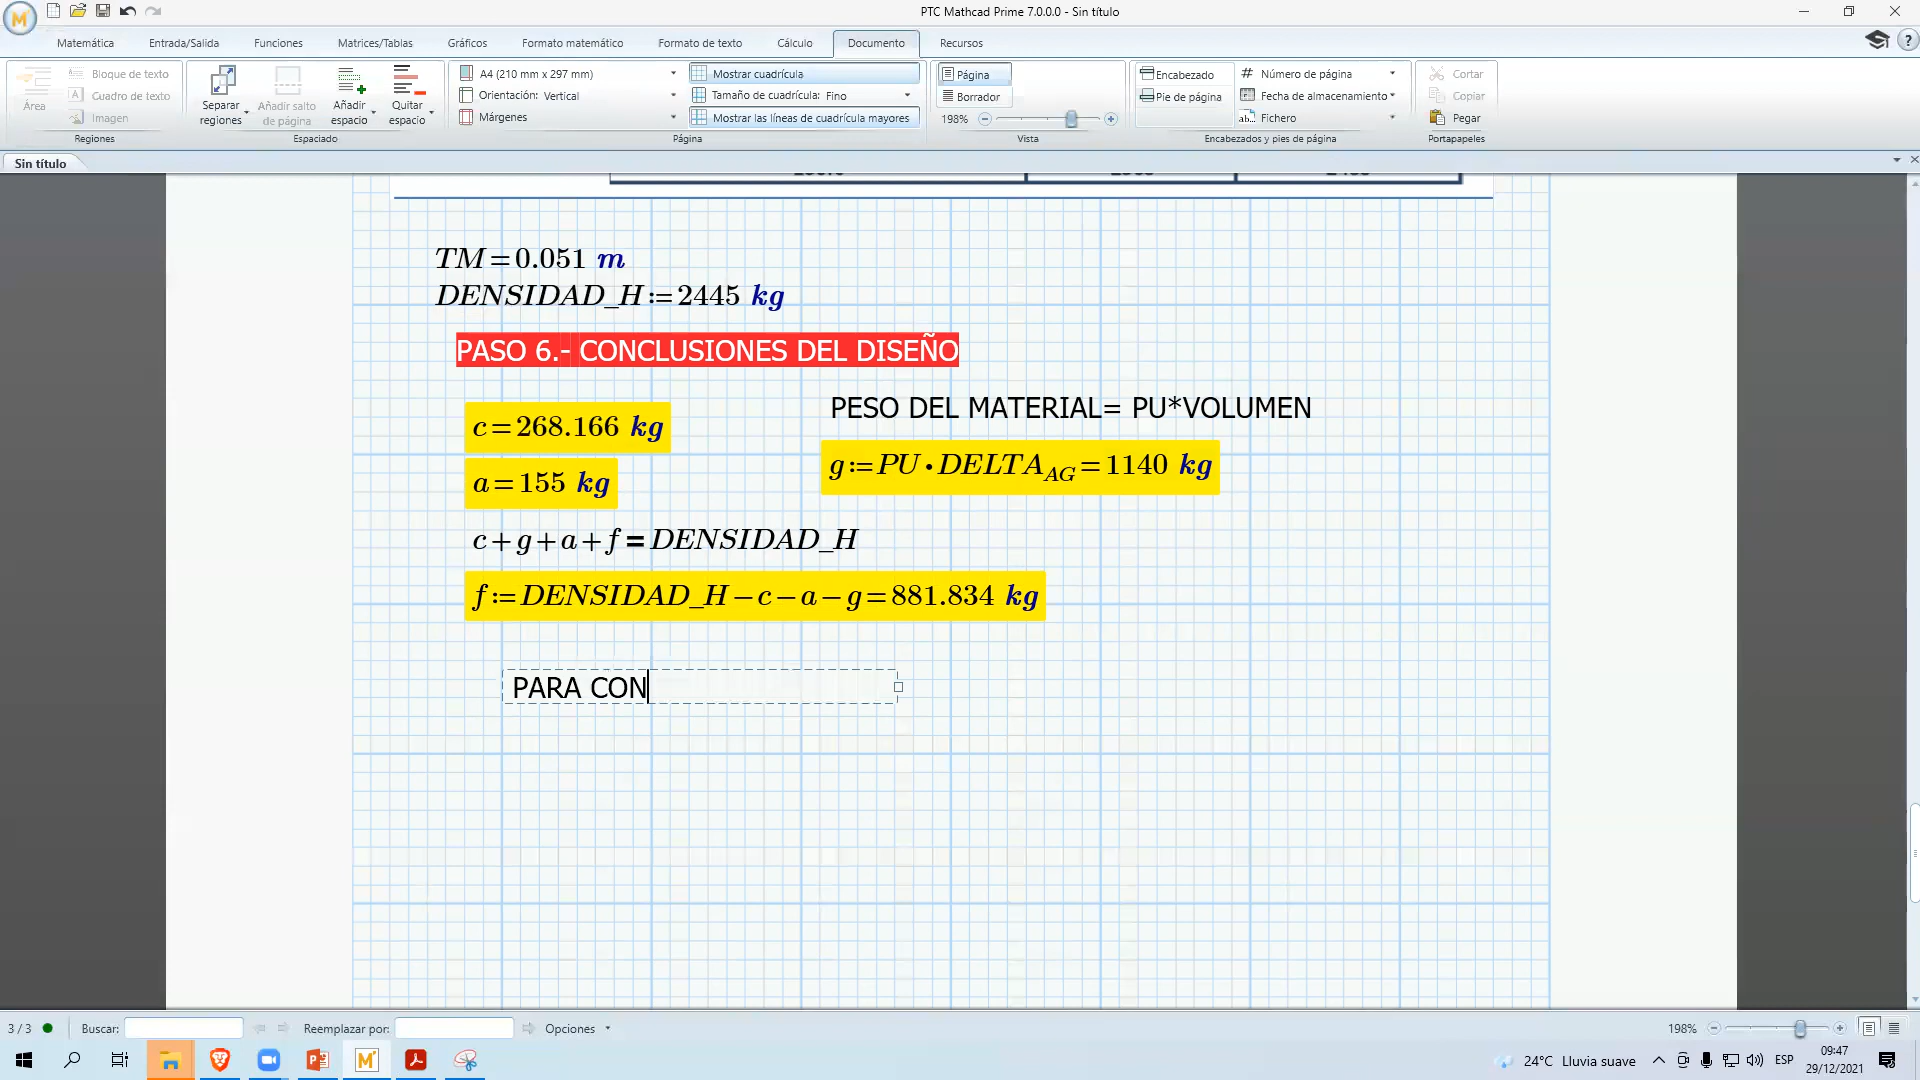 PTC Mathcad Prime 7.0.0.0 - Sin título
Matemática Entrada/Salida Funciones Matrices/Tablas Gráficos Formato matemático Formato de texto Cálculo Documento Recursos
Área
Bloque de texto
Cuadro de texto
Imagen
Regiones
Separar regiones
Añadir salto de página
Añadir espacio
Quitar espacio
Espaciado
A4 (210 mm x 297 mm)
Orientación: Vertical
Márgenes
Mostrar cuadrícula
Tamaño de cuadrícula: Fino
Mostrar las líneas de cuadrícula mayores
Página
Página
Borrador
198%
Vista
Encabezado
Pie de página
Número de página
Fecha de almacenamiento
Fichero
Encabezados y pies de página
Cortar
Copiar
Pegar
Portapapeles
Sin título
TM=0.051 m
DENSIDAD_H:=2445 kg
PASO 6.- CONCLUSIONES DEL DISEÑO
c=268.166 kg
PESO DEL MATERIAL= PU*VOLUMEN
a=155 kg
g:=PU·DELTA_AG=1140 kg
c+g+a+f=DENSIDAD_H
f:=DENSIDAD_H−c−a−g=881.834 kg
PARA CON
3 / 3 Buscar: Reemplazar por: Opciones 198%
24°C Lluvia suave ESP 09:47
29/12/2021